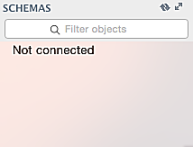 SCHEMAS
Filter objects
Not connected